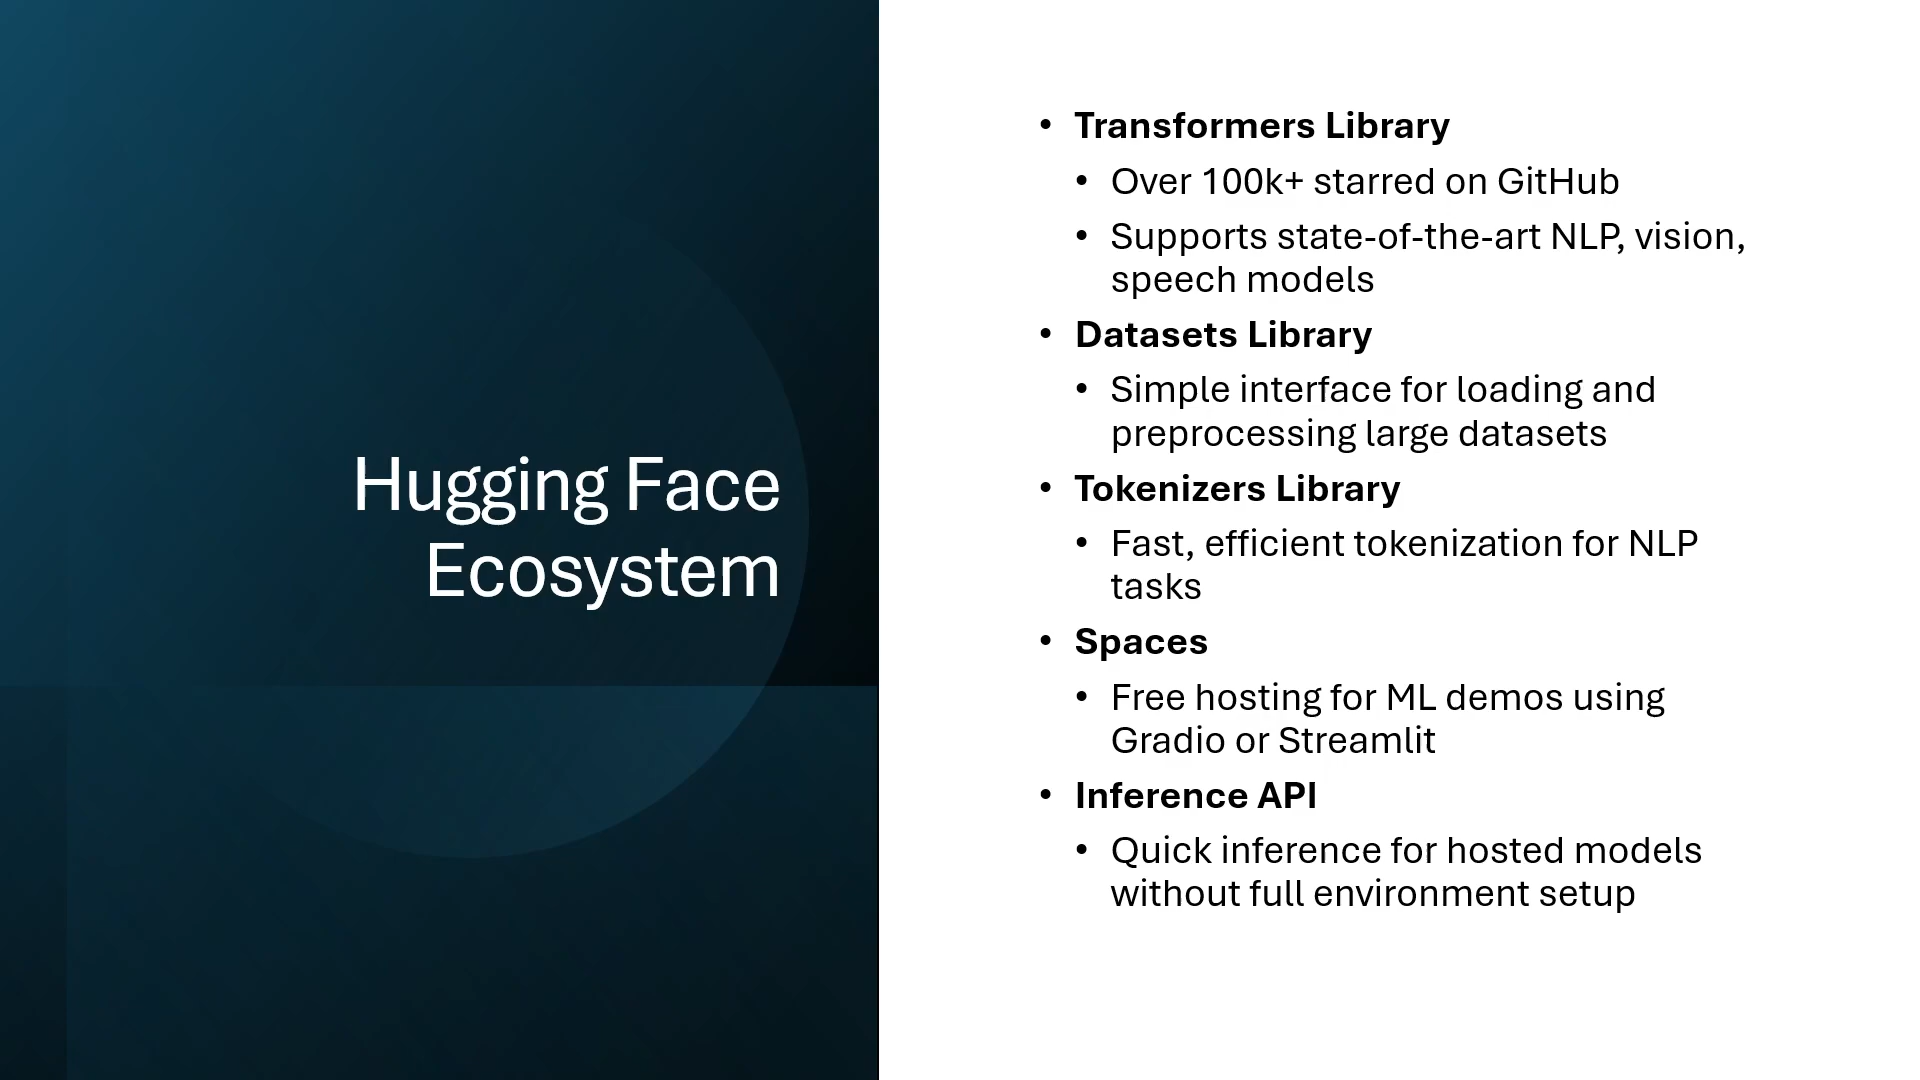 Hugging Face
Ecosystem
• Transformers Library
• Over 100k+ starred on GitHub
• Supports state-of-the-art NLP, vision,
speech models
• Datasets Library
• Simple interface for loading and
preprocessing large datasets
• Tokenizers Library
• Fast, efficient tokenization for NLP
tasks
• Spaces
• Free hosting for ML demos using
Gradio or Streamlit
• Inference API
• Quick inference for hosted models
without full environment setup